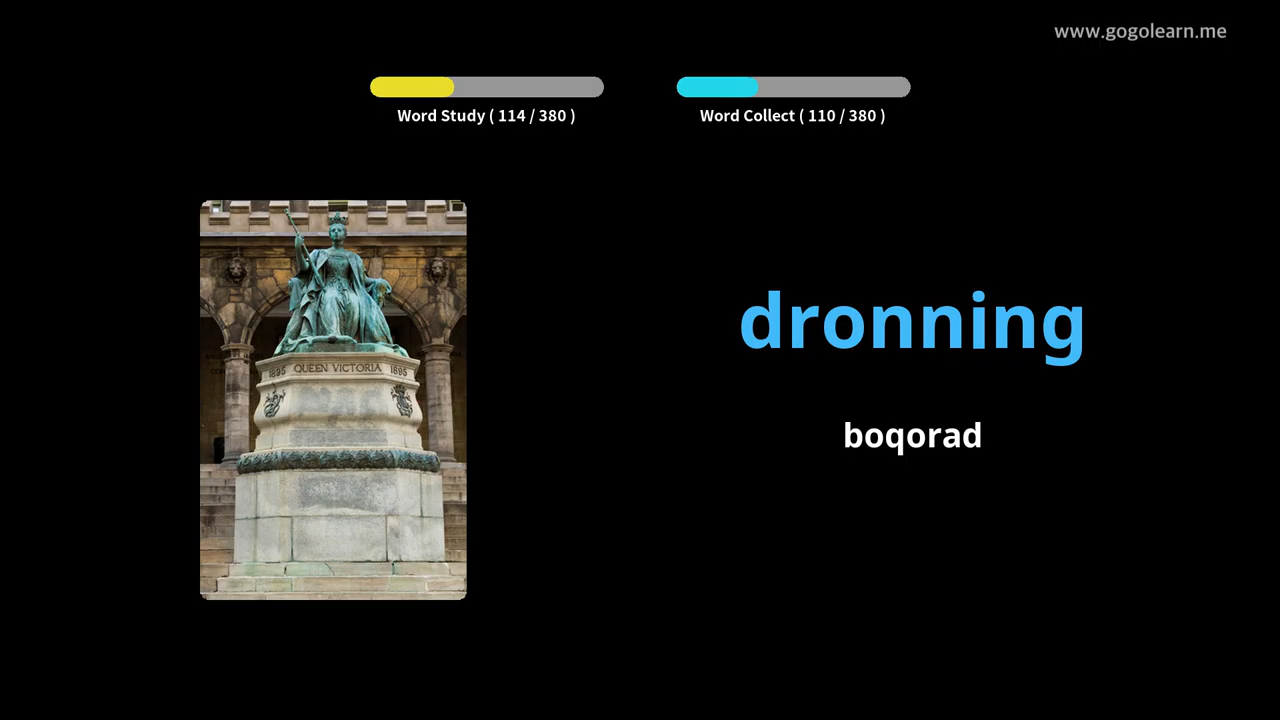 www.gogolearn.me
Word Study ( 114 / 380 )
Word Collect ( 110 / 380 )
1895 QUEEN VICTORIA 1895
dronning
boqorad